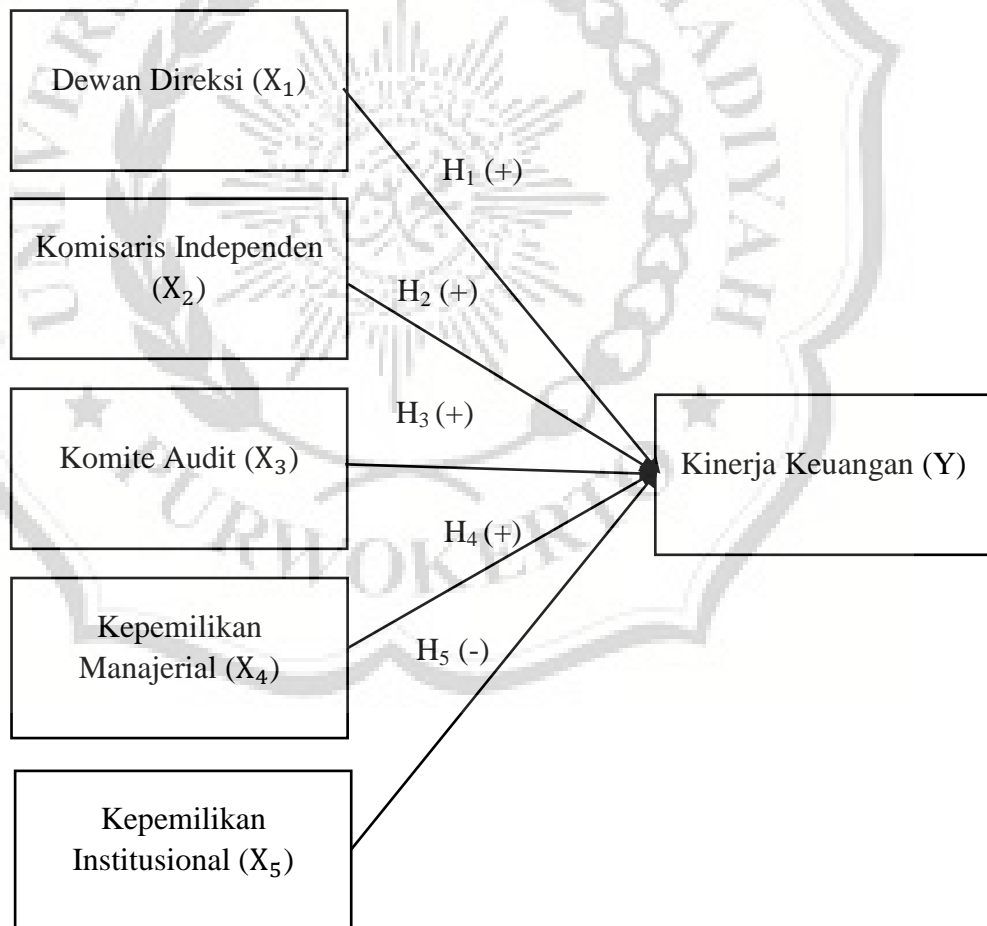 Dewan Direksi (X₁)
H₁ (+)
Komisaris Independen
(X₂)
H₂ (+)
H₃ (+)
Komite Audit (X₃)
Kinerja Keuangan (Y)
H₄ (+)
Kepemilikan
Manajerial (X₄)
H₅ (-)
Kepemilikan
Institusional (X₅)
PURWOKERT